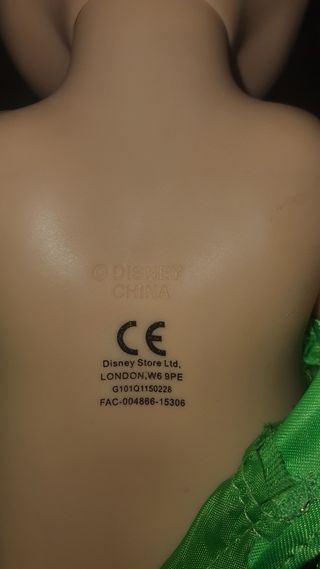 © DISNEY
CHINA
CE
Disney Store Ltd,
LONDON,W6 9PE
G101Q1150228
FAC-004866-15306